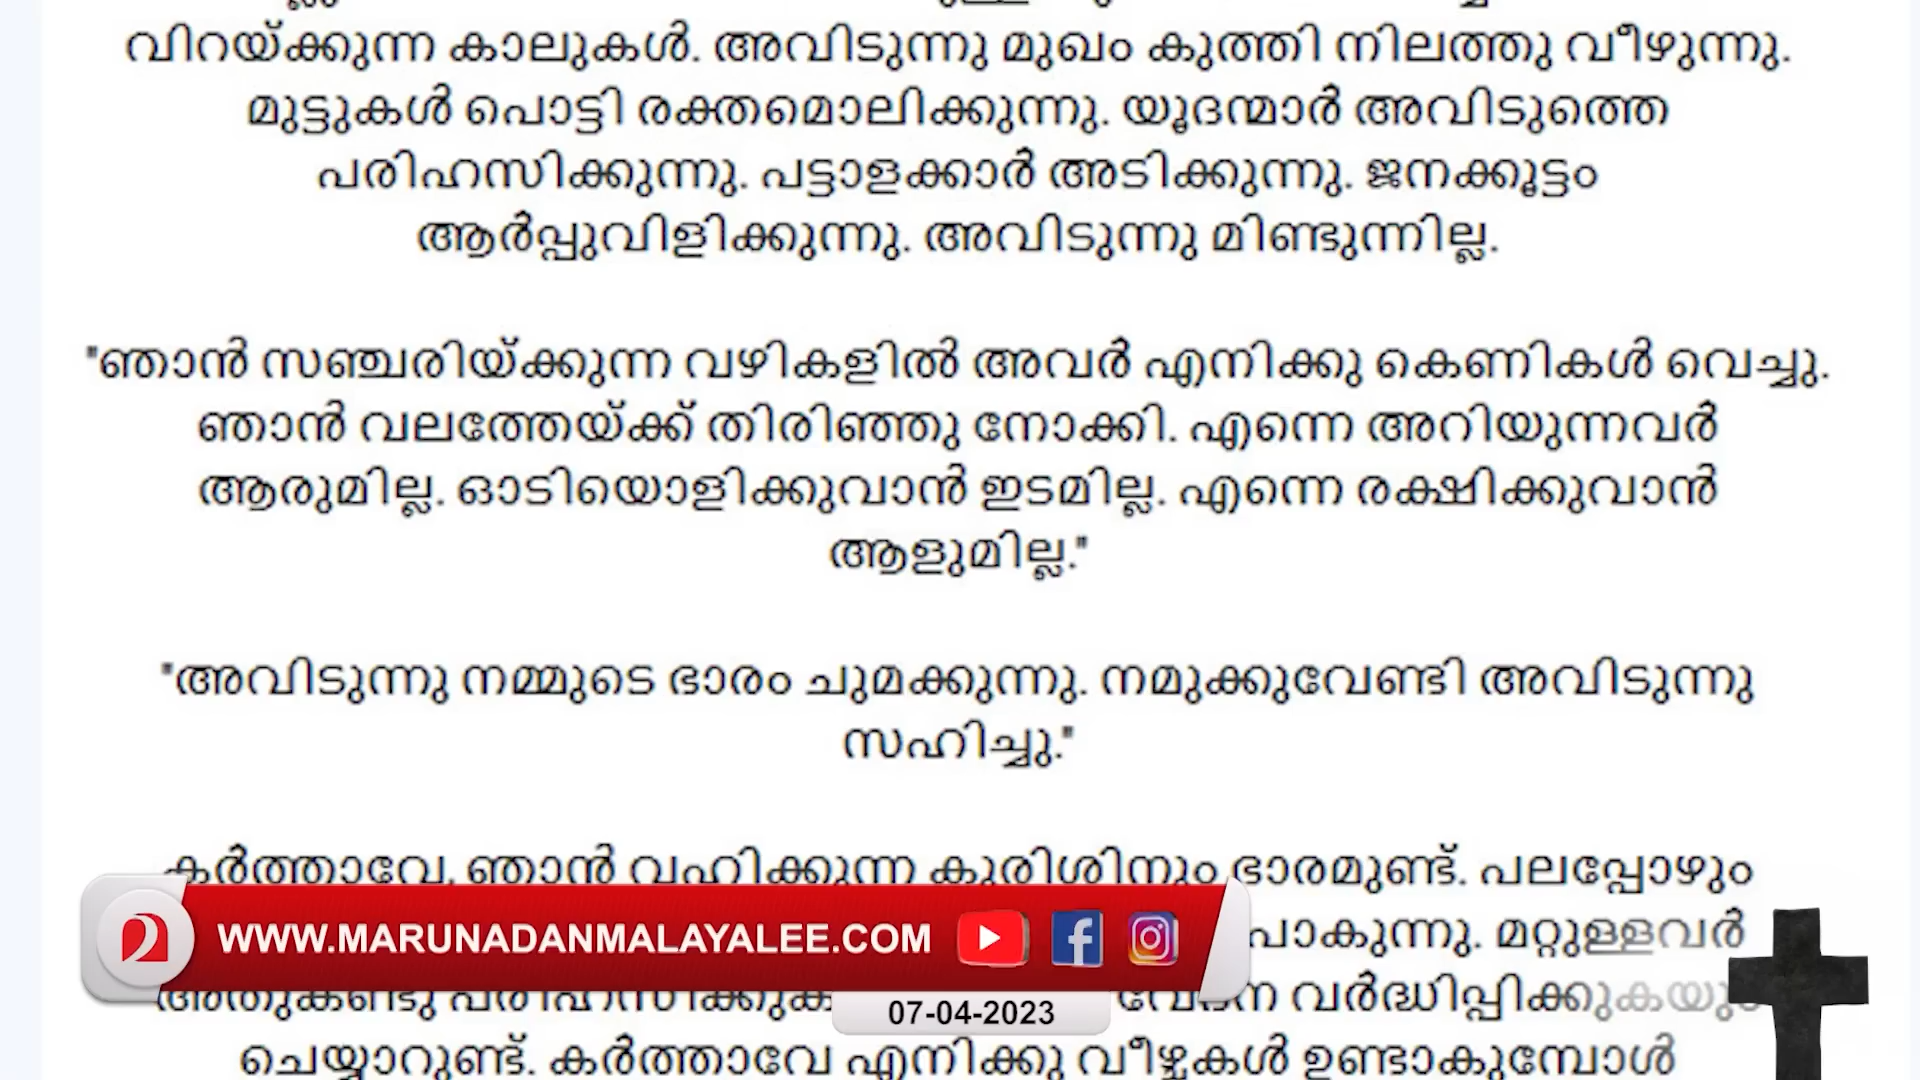 വിറയ്ക്കുന്ന കാലുകൾ. അവിടുന്നു മുഖം കുത്തി നിലത്തു വീഴുന്നു.
മുട്ടുകൾ പൊട്ടി രക്തമൊലിക്കുന്നു. യൂദന്മാർ അവിടുത്തെ
പരിഹസിക്കുന്നു. പട്ടാളക്കാർ അടിക്കുന്നു. ജനക്കൂട്ടം
ആർപ്പുവിളിക്കുന്നു. അവിടുന്നു മിണ്ടുന്നില്ല.
"ഞാൻ സഞ്ചരിയ്ക്കുന്ന വഴികളിൽ അവർ എനിക്കു കെണികൾ വെച്ചു.
ഞാൻ വലത്തേയ്ക്ക് തിരിഞ്ഞു നോക്കി. എന്നെ അറിയുന്നവർ
ആരുമില്ല. ഓടിയൊളിക്കുവാൻ ഇടമില്ല. എന്നെ രക്ഷിക്കുവാൻ
ആളുമില്ല."
"അവിടുന്നു നമ്മുടെ ഭാരം ചുമക്കുന്നു. നമുക്കുവേണ്ടി അവിടുന്നു
സഹിച്ചു."
കർത്താവേ, ഞാൻ വഹിക്കുന്ന കുരിശിനും ഭാരമുണ്ട്. പലപ്പോഴും
പാകുന്നു. മറ്റുള്ളവർ
WWW.MARUNADANMALAYALEE.COM
അതുകണ്ടു വേദന വർദ്ധിപ്പിക്കുകയും
07-04-2023
ചെയ്യാറുണ്ട്. കർത്താവേ എനിക്കു വീഴ്ചകൾ ഉണ്ടാകുമ്പോൾ